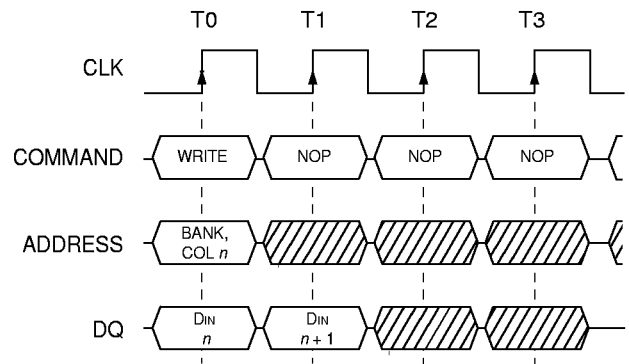 T0 T1 T2 T3
CLK
COMMAND WRITE NOP NOP NOP
ADDRESS BANK,
COL n
DQ DIN DIN
n n + 1